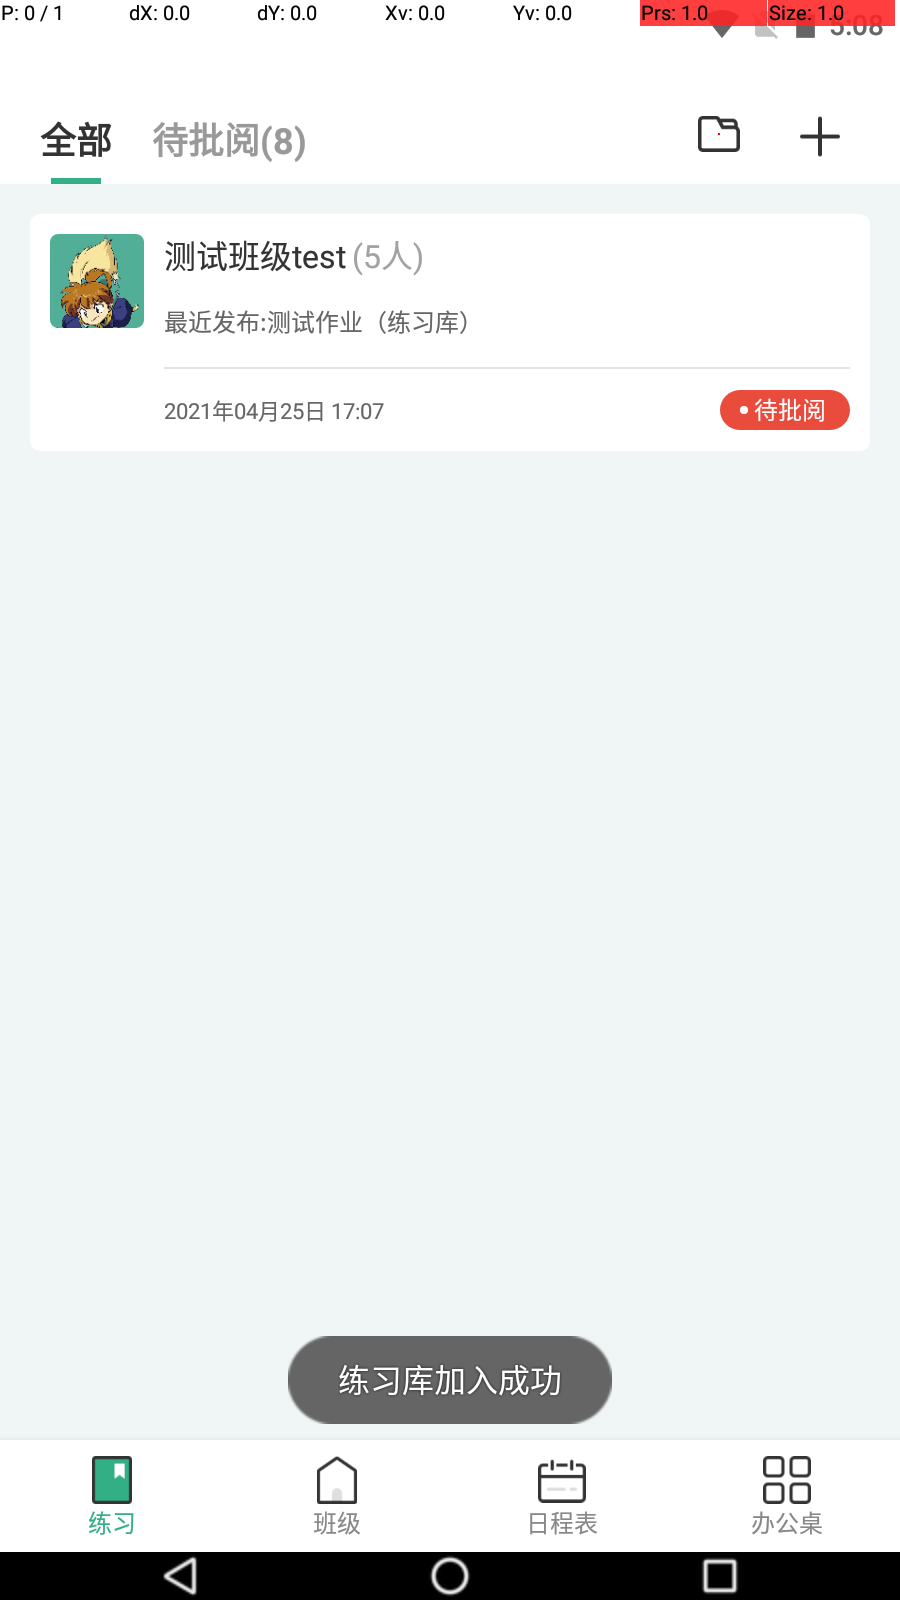 P: 0 / 1 dX: 0.0 dY: 0.0 Xv: 0.0 Yv: 0.0 Prs: 1.0 Size: 1.0
5:08
全部 待批阅(8)
测试班级test (5人)
最近发布:测试作业（练习库）
2021年04月25日 17:07 待批阅
练习库加入成功
练习 班级 日程表 办公桌